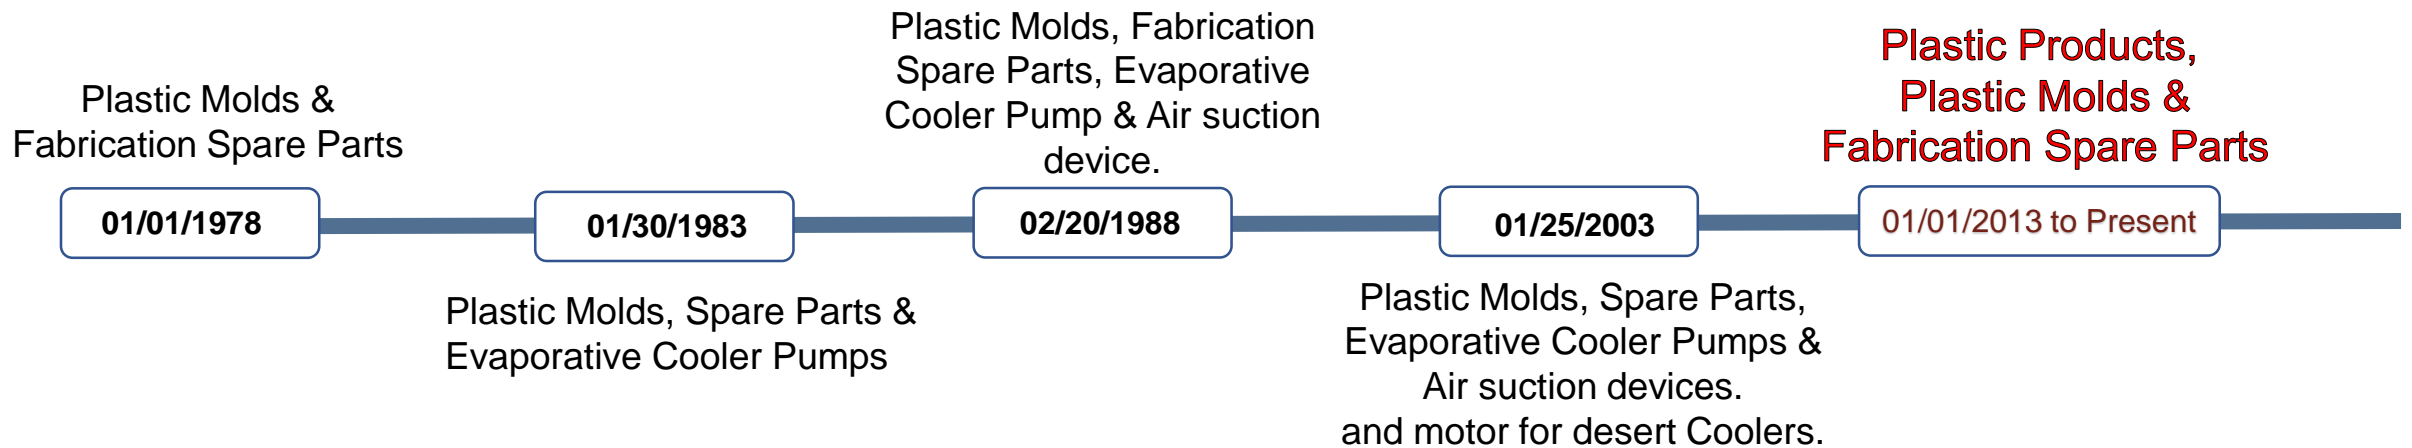 Plastic Molds &
Fabrication Spare Parts
01/01/1978
01/30/1983
Plastic Molds, Spare Parts &
Evaporative Cooler Pumps
Plastic Molds, Fabrication
Spare Parts, Evaporative
Cooler Pump & Air suction
device.
02/20/1988
01/25/2003
Plastic Molds, Spare Parts,
Evaporative Cooler Pumps &
Air suction devices.
and motor for desert Coolers.
Plastic Products,
Plastic Molds &
Fabrication Spare Parts
01/01/2013 to Present